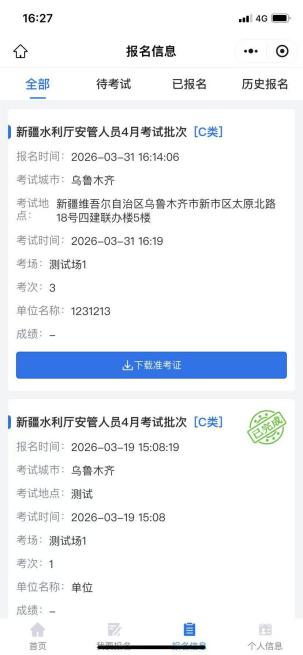 16:27
4G
报名信息
全部
待考试
已报名
历史报名
新疆水利厅安管人员4月考试批次 [C类]
报名时间: 2026-03-31 16:14:06
考试城市: 乌鲁木齐
考试地点: 新疆维吾尔自治区乌鲁木齐市新市区太原北路
18号四建联办楼5楼
考试时间: 2026-03-31 16:19
考场: 测试场1
考次: 3
单位名称: 1231213
成绩: –
下载准考证
新疆水利厅安管人员4月考试批次 [C类]
已完成
报名时间: 2026-03-19 15:08:19
考试城市: 乌鲁木齐
考试地点: 测试
考试时间: 2026-03-19 15:08
考场: 测试场1
考次: 1
单位名称: 单位
成绩: –
首页
我要报名
报名信息
个人信息